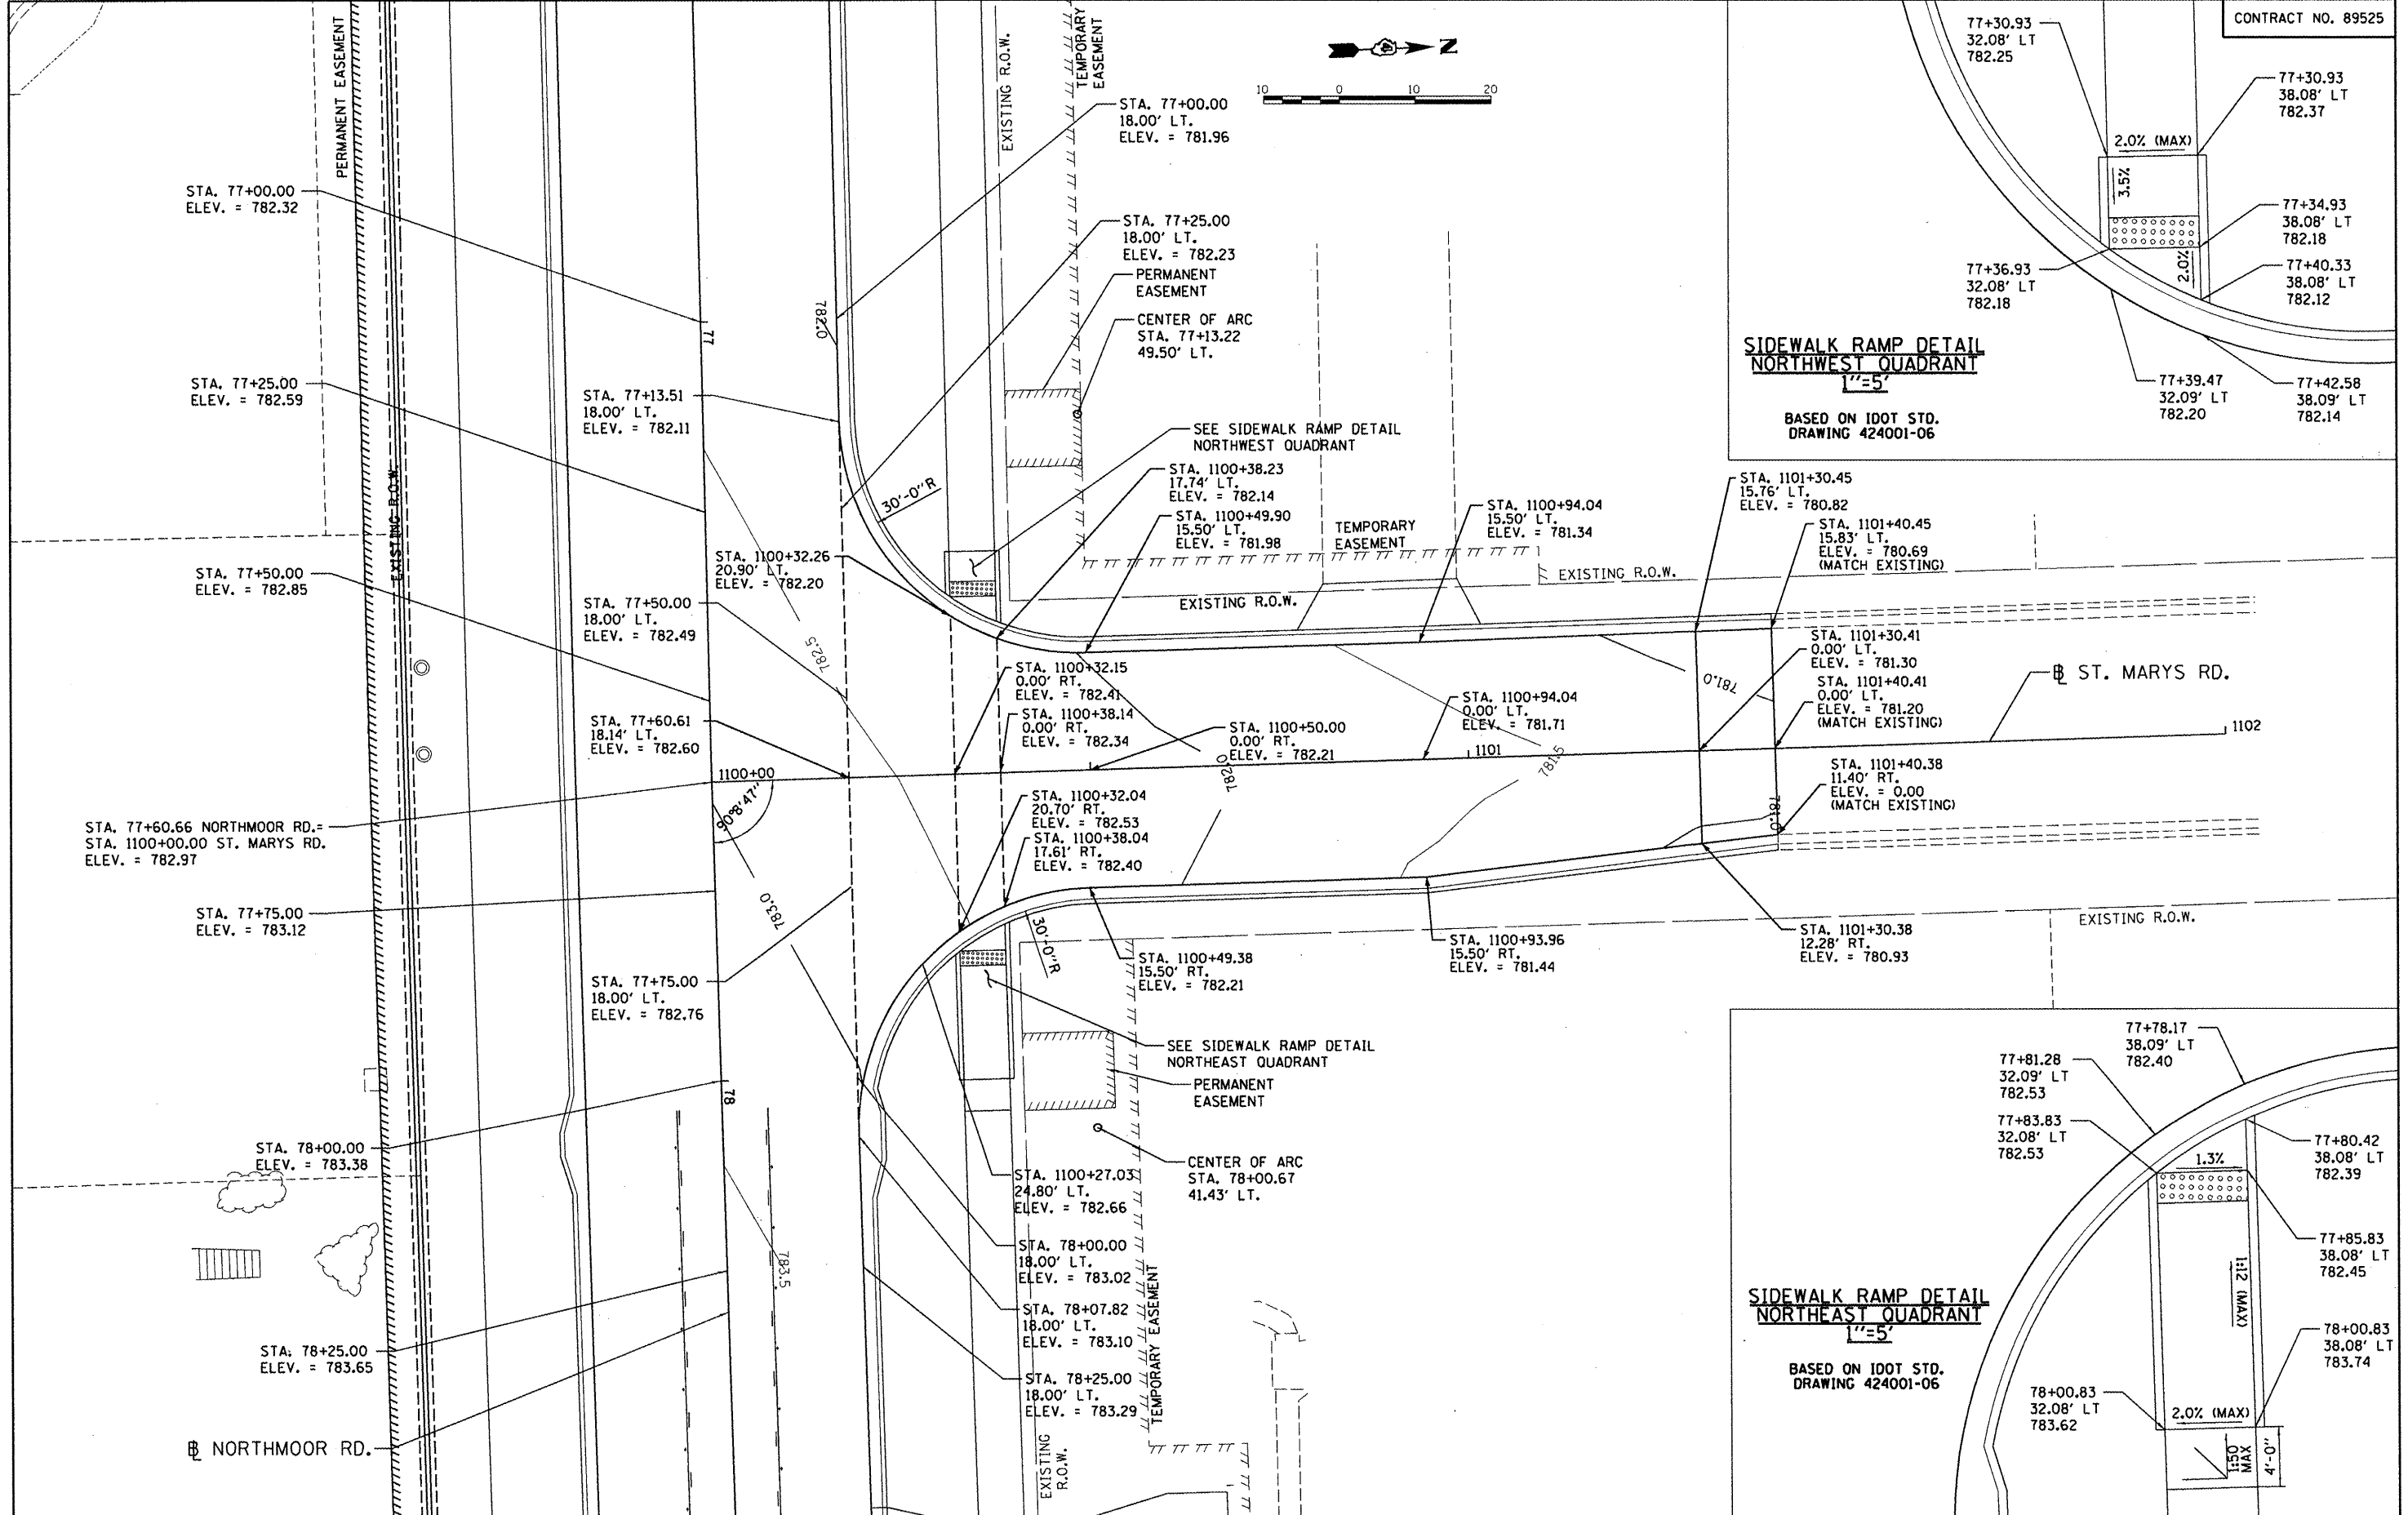 CONTRACT NO. 89525
PERMANENT EASEMENT
EXISTING R.O.W.
TEMPORARY
EASEMENT
N
10 0 10 20
STA. 77+00.00
18.00' LT.
ELEV. = 781.96
STA. 77+00.00
ELEV. = 782.32
STA. 77+25.00
18.00' LT.
ELEV. = 782.23
PERMANENT
EASEMENT
CENTER OF ARC
STA. 77+13.22
49.50' LT.
782.0
77
STA. 77+25.00
ELEV. = 782.59
STA. 77+13.51
18.00' LT.
ELEV. = 782.11
SEE SIDEWALK RAMP DETAIL
NORTHWEST QUADRANT
30'-0"R
STA. 1100+38.23
17.74' LT.
ELEV. = 782.14
STA. 1100+49.90
15.50' LT.
ELEV. = 781.98
STA. 1100+94.04
15.50' LT.
ELEV. = 781.34
TEMPORARY
EASEMENT
STA. 1101+30.45
15.76' LT.
ELEV. = 780.82
STA. 1101+40.45
15.83' LT.
ELEV. = 780.69
(MATCH EXISTING)
EXISTING R.O.W.
EXISTING R.O.W.
EXISTING R.O.W.
STA. 1100+32.26
20.90' LT.
ELEV. = 782.20
STA. 77+50.00
ELEV. = 782.85
STA. 77+50.00
18.00' LT.
ELEV. = 782.49
782.5
STA. 1100+32.15
0.00' RT.
ELEV. = 782.41
STA. 1100+38.14
0.00' RT.
ELEV. = 782.34
STA. 1100+50.00
0.00' RT.
ELEV. = 782.21
STA. 1100+94.04
0.00' LT.
ELEV. = 781.71
781.0
STA. 1101+30.41
0.00' LT.
ELEV. = 781.30
STA. 1101+40.41
0.00' LT.
ELEV. = 781.20
(MATCH EXISTING)
℄ ST. MARYS RD.
STA. 77+60.61
18.14' LT.
ELEV. = 782.60
1100+00
1101
1102
782.0
781.5
90°8'47"
STA. 1101+40.38
11.40' RT.
ELEV. = 0.00
(MATCH EXISTING)
781.0
STA. 77+60.66 NORTHMOOR RD.=
STA. 1100+00.00 ST. MARYS RD.
ELEV. = 782.97
STA. 1100+32.04
20.70' RT.
ELEV. = 782.53
STA. 1100+38.04
17.61' RT.
ELEV. = 782.40
783.0
STA. 77+75.00
ELEV. = 783.12
STA. 77+75.00
18.00' LT.
ELEV. = 782.76
30'-0"R
STA. 1100+49.38
15.50' RT.
ELEV. = 782.21
STA. 1100+93.96
15.50' RT.
ELEV. = 781.44
STA. 1101+30.38
12.28' RT.
ELEV. = 780.93
EXISTING R.O.W.
SEE SIDEWALK RAMP DETAIL
NORTHEAST QUADRANT
PERMANENT
EASEMENT
78
STA. 78+00.00
ELEV. = 783.38
CENTER OF ARC
STA. 78+00.67
41.43' LT.
STA. 1100+27.03
24.80' LT.
ELEV. = 782.66
STA. 78+00.00
18.00' LT.
ELEV. = 783.02
783.5
STA. 78+07.82
18.00' LT.
ELEV. = 783.10
STA. 78+25.00
ELEV. = 783.65
STA. 78+25.00
18.00' LT.
ELEV. = 783.29
TEMPORARY EASEMENT
EXISTING
R.O.W.
℄ NORTHMOOR RD.
77+30.93
32.08' LT
782.25
77+30.93
38.08' LT
782.37
2.0% (MAX)
3.5%
77+34.93
38.08' LT
782.18
77+36.93
32.08' LT
782.18
2.0%
77+40.33
38.08' LT
782.12
SIDEWALK RAMP DETAIL
NORTHWEST QUADRANT
1"=5'
77+39.47
32.09' LT
782.20
77+42.58
38.09' LT
782.14
BASED ON IDOT STD.
DRAWING 424001-06
77+78.17
38.09' LT
782.40
77+81.28
32.09' LT
782.53
77+83.83
32.08' LT
782.53
1.3%
77+80.42
38.08' LT
782.39
77+85.83
38.08' LT
782.45
1:12 (MAX)
SIDEWALK RAMP DETAIL
NORTHEAST QUADRANT
1"=5'
78+00.83
38.08' LT
783.74
BASED ON IDOT STD.
DRAWING 424001-06
78+00.83
32.08' LT
783.62
2.0% (MAX)
1:50
MAX
4'-0"